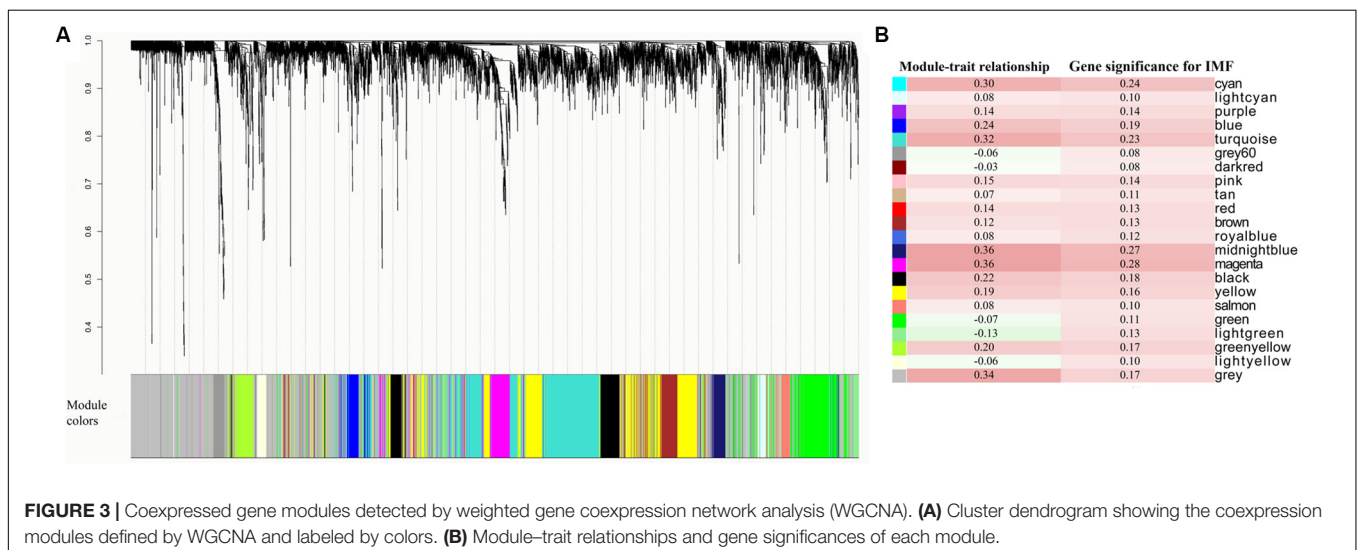 A
1.0
0.9
0.8
0.7
0.6
0.5
0.4
Module
colors
B
Module-trait relationship Gene significance for IMF
0.30 0.24 cyan
0.08 0.10 lightcyan
0.14 0.14 purple
0.24 0.19 blue
0.32 0.23 turquoise
-0.06 0.08 grey60
-0.03 0.08 darkred
0.15 0.14 pink
0.07 0.11 tan
0.14 0.13 red
0.12 0.13 brown
0.08 0.12 royalblue
0.36 0.27 midnightblue
0.36 0.28 magenta
0.22 0.18 black
0.19 0.16 yellow
0.08 0.10 salmon
-0.07 0.11 green
-0.13 0.13 lightgreen
0.20 0.17 greenyellow
-0.06 0.10 lightyellow
0.34 0.17 grey
FIGURE 3 | Coexpressed gene modules detected by weighted gene coexpression network analysis (WGCNA). (A) Cluster dendrogram showing the coexpression
modules defined by WGCNA and labeled by colors. (B) Module–trait relationships and gene significances of each module.